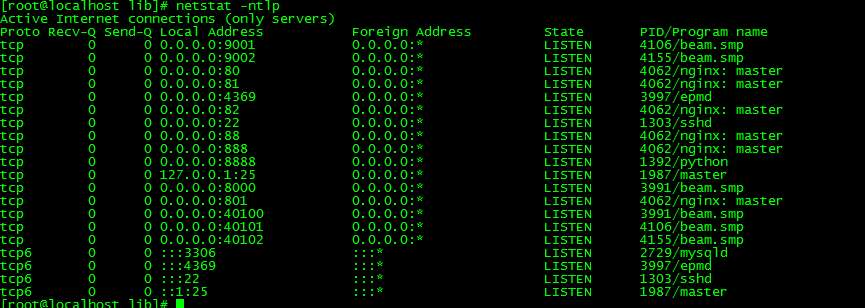 [root@localhost lib]# netstat -ntlp
Active Internet connections (only servers)
Proto Recv-Q Send-Q Local Address Foreign Address State PID/Program name
tcp 0 0 0.0.0.0:9001 0.0.0.0:* LISTEN 4106/beam.smp
tcp 0 0 0.0.0.0:9002 0.0.0.0:* LISTEN 4155/beam.smp
tcp 0 0 0.0.0.0:80 0.0.0.0:* LISTEN 4062/nginx: master
tcp 0 0 0.0.0.0:81 0.0.0.0:* LISTEN 4062/nginx: master
tcp 0 0 0.0.0.0:4369 0.0.0.0:* LISTEN 3997/epmd
tcp 0 0 0.0.0.0:82 0.0.0.0:* LISTEN 4062/nginx: master
tcp 0 0 0.0.0.0:22 0.0.0.0:* LISTEN 1303/sshd
tcp 0 0 0.0.0.0:88 0.0.0.0:* LISTEN 4062/nginx: master
tcp 0 0 0.0.0.0:888 0.0.0.0:* LISTEN 4062/nginx: master
tcp 0 0 0.0.0.0:8888 0.0.0.0:* LISTEN 1392/python
tcp 0 0 127.0.0.1:25 0.0.0.0:* LISTEN 1987/master
tcp 0 0 0.0.0.0:8000 0.0.0.0:* LISTEN 3991/beam.smp
tcp 0 0 0.0.0.0:801 0.0.0.0:* LISTEN 4062/nginx: master
tcp 0 0 0.0.0.0:40100 0.0.0.0:* LISTEN 3991/beam.smp
tcp 0 0 0.0.0.0:40101 0.0.0.0:* LISTEN 4106/beam.smp
tcp 0 0 0.0.0.0:40102 0.0.0.0:* LISTEN 4155/beam.smp
tcp6 0 0 :::3306 :::* LISTEN 2729/mysqld
tcp6 0 0 :::4369 :::* LISTEN 3997/epmd
tcp6 0 0 :::22 :::* LISTEN 1303/sshd
tcp6 0 0 ::1:25 :::* LISTEN 1987/master
[root@localhost lib]#